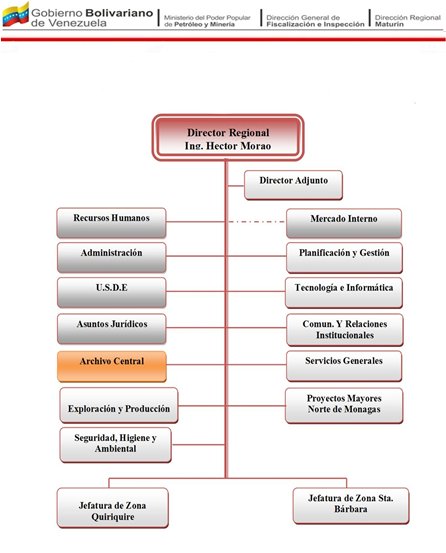 Gobierno Bolivariano
de Venezuela
Ministerio del Poder Popular
de Petróleo y Minería
Dirección General de
Fiscalización e Inspección
Dirección Regional
Maturín
Director Regional
Ing. Hector Morao
Director Adjunto
Recursos Humanos
Mercado Interno
Administración
Planificación y Gestión
U.S.D.E
Tecnología e Informática
Asuntos Jurídicos
Comun. Y Relaciones
Institucionales
Archivo Central
Servicios Generales
Exploración y Producción
Proyectos Mayores
Norte de Monagas
Seguridad, Higiene y
Ambiental
Jefatura de Zona
Quiriquire
Jefatura de Zona Sta.
Bárbara